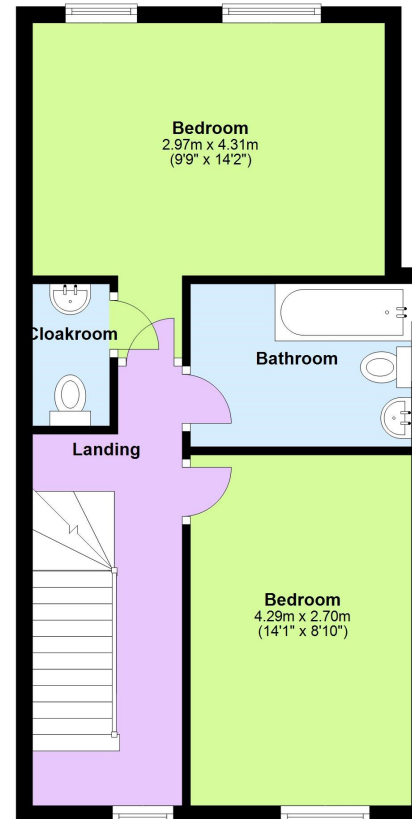 Bedroom
2.97m x 4.31m
(9'9" x 14'2")
Cloakroom
Bathroom
Landing
Bedroom
4.29m x 2.70m
(14'1" x 8'10")